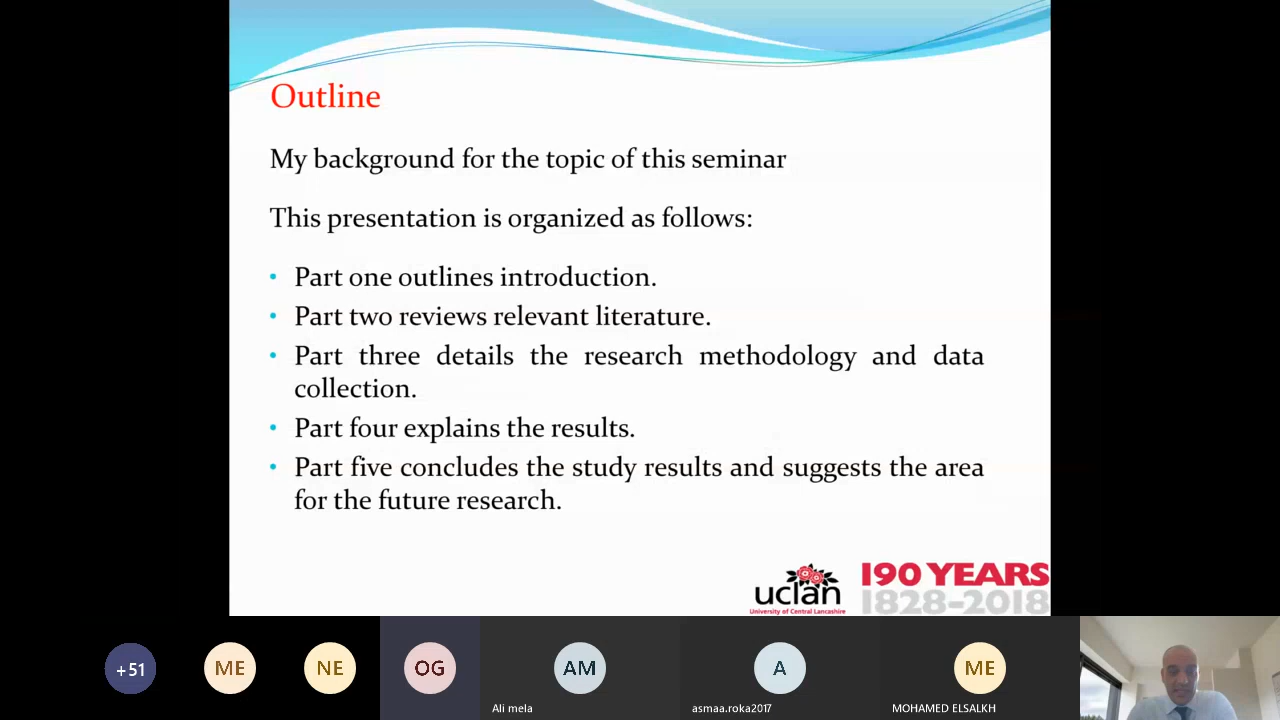 Outline
My background for the topic of this seminar
This presentation is organized as follows:
• Part one outlines introduction.
• Part two reviews relevant literature.
• Part three details the research methodology and data
collection.
• Part four explains the results.
• Part five concludes the study results and suggests the area
for the future research.
uclan
University of Central Lancashire
190 YEARS
1828-2018
+51
ME
NE
OG
AM
A
ME
Ali mela
asmaa.roka2017
MOHAMED ELSALKH